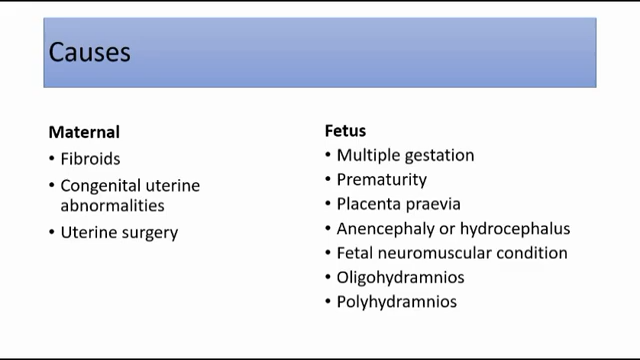 Causes
Maternal
• Fibroids
• Congenital uterine
abnormalities
• Uterine surgery
Fetus
• Multiple gestation
• Prematurity
• Placenta praevia
• Anencephaly or hydrocephalus
• Fetal neuromuscular condition
• Oligohydramnios
• Polyhydramnios